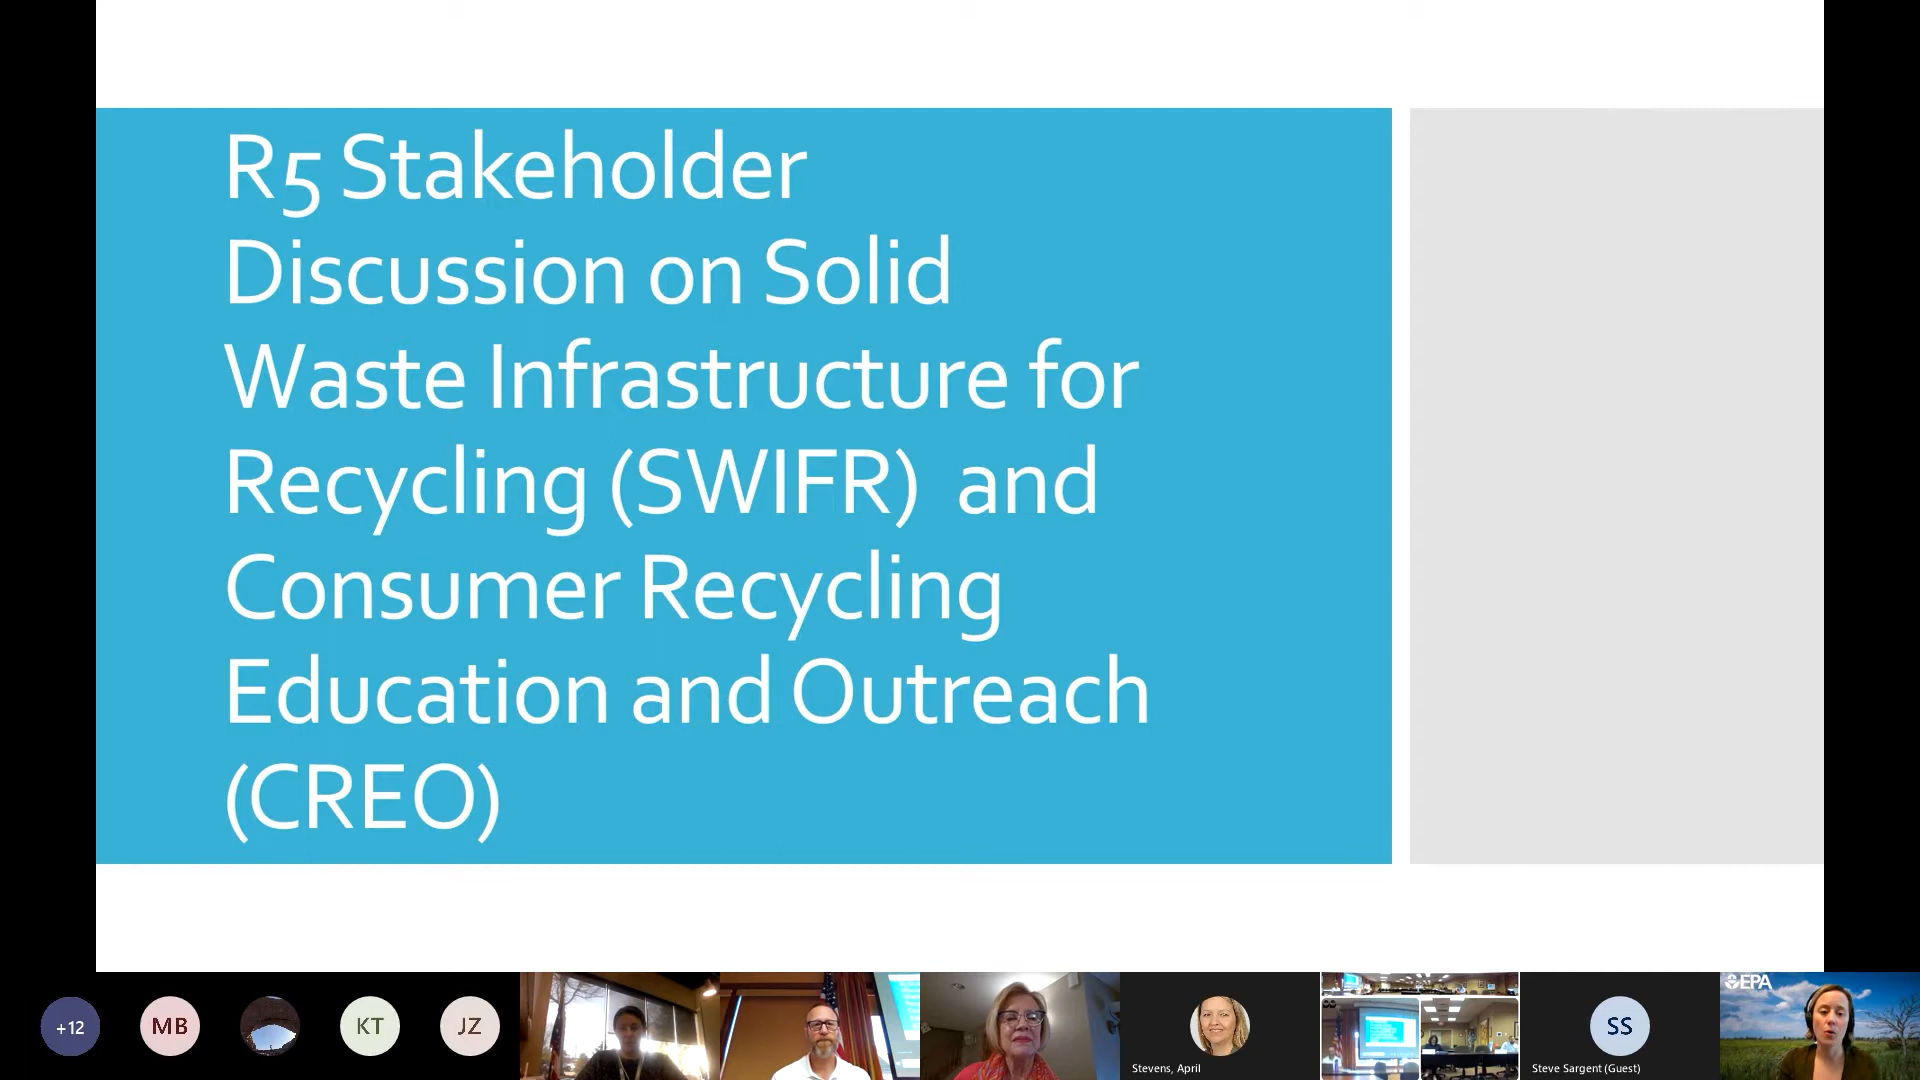 R5 Stakeholder
Discussion on Solid
Waste Infrastructure for
Recycling (SWIFR)  and
Consumer Recycling
Education and Outreach
(CREO)
+12
MB
KT
JZ
Stevens, April
SS
Steve Sargent (Guest)
EPA